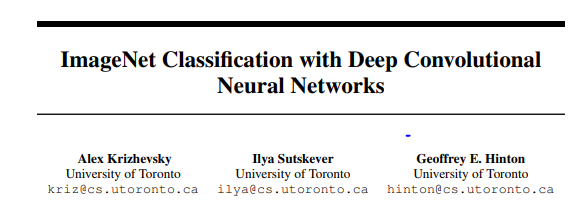 ImageNet Classification with Deep Convolutional
Neural Networks
Alex Krizhevsky
University of Toronto
kriz@cs.utoronto.ca
Ilya Sutskever
University of Toronto
ilya@cs.utoronto.ca
Geoffrey E. Hinton
University of Toronto
hinton@cs.utoronto.ca